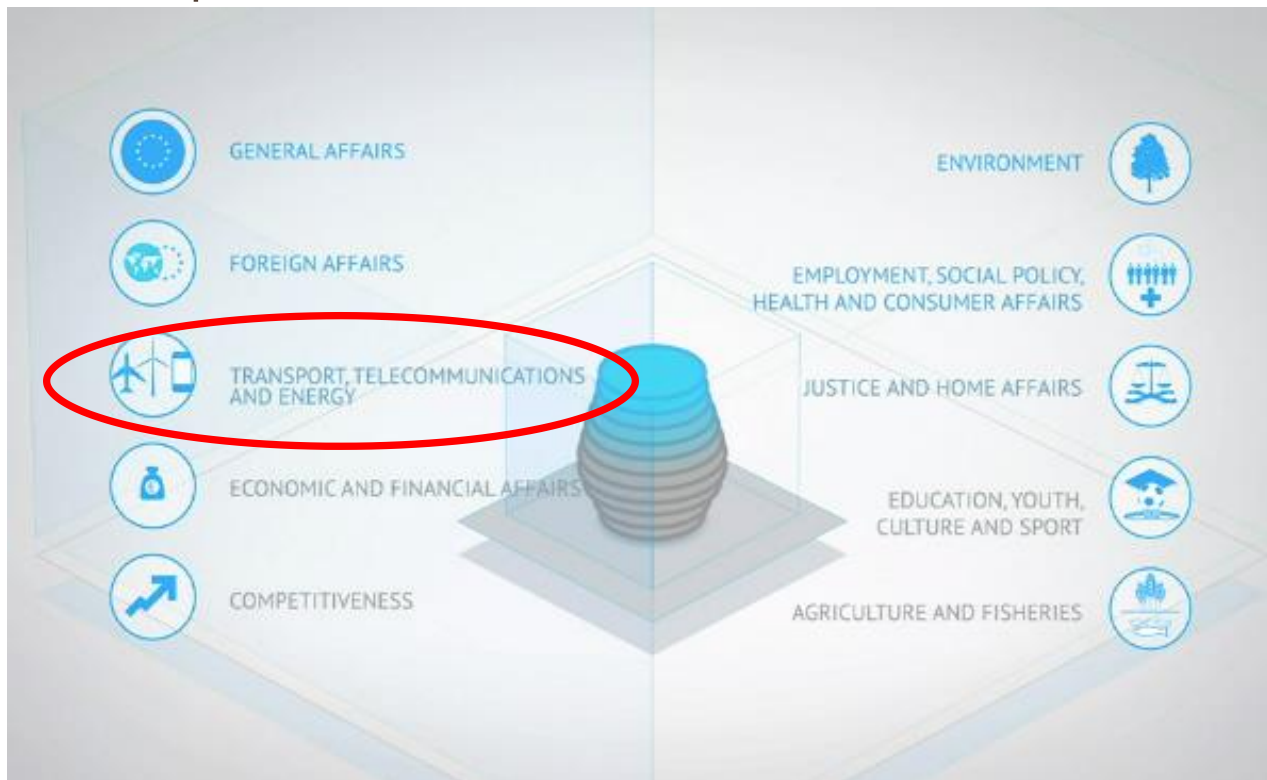 GENERAL AFFAIRS
FOREIGN AFFAIRS
TRANSPORT, TELECOMMUNICATIONS
AND ENERGY
ECONOMIC AND FINANCIAL AFFAIRS
COMPETITIVENESS
ENVIRONMENT
EMPLOYMENT, SOCIAL POLICY,
HEALTH AND CONSUMER AFFAIRS
JUSTICE AND HOME AFFAIRS
EDUCATION, YOUTH,
CULTURE AND SPORT
AGRICULTURE AND FISHERIES